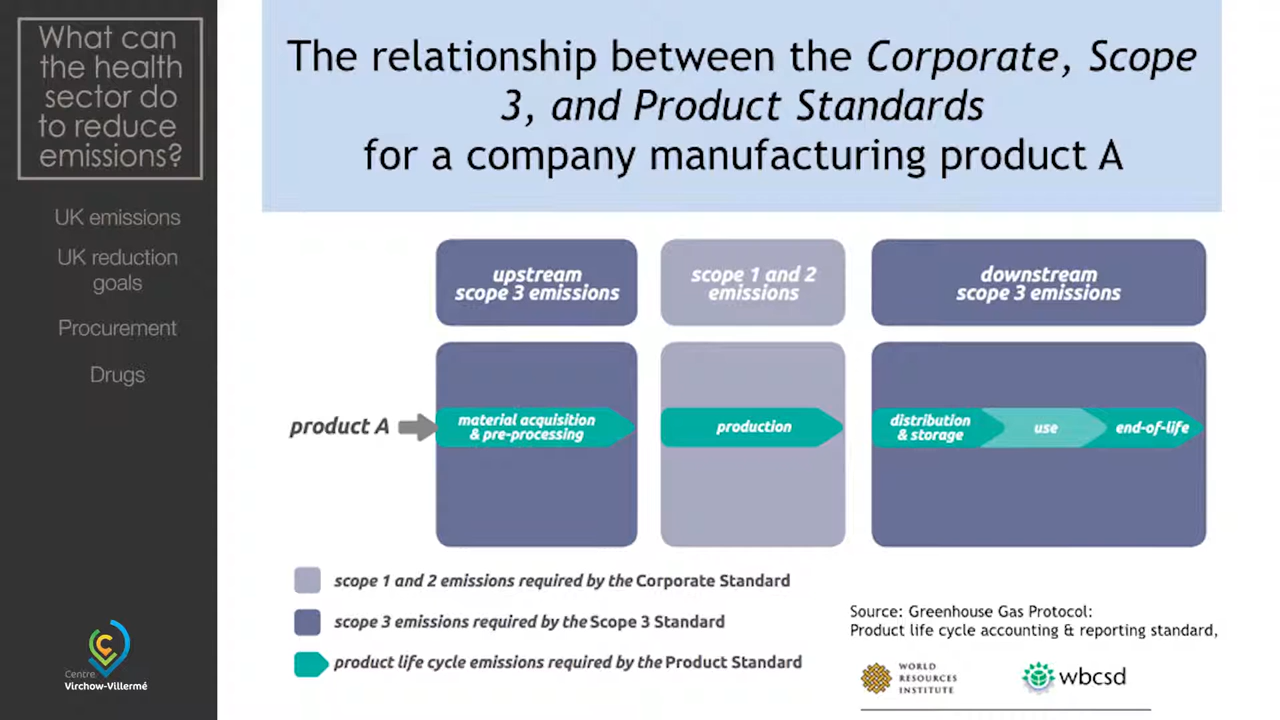 What can
the health
sector do
to reduce
emissions?
UK emissions
UK reduction
goals
Procurement
Drugs
Centre
Virchow-Villermé
The relationship between the Corporate, Scope
3, and Product Standards
for a company manufacturing product A
upstream
scope 3 emissions
scope 1 and 2
emissions
downstream
scope 3 emissions
product A
material acquisition
& pre-processing
production
distribution
& storage
use
end-of-life
scope 1 and 2 emissions required by the Corporate Standard
scope 3 emissions required by the Scope 3 Standard
product life cycle emissions required by the Product Standard
Source: Greenhouse Gas Protocol:
Product life cycle accounting & reporting standard,
WORLD
RESOURCES
INSTITUTE
wbcsd